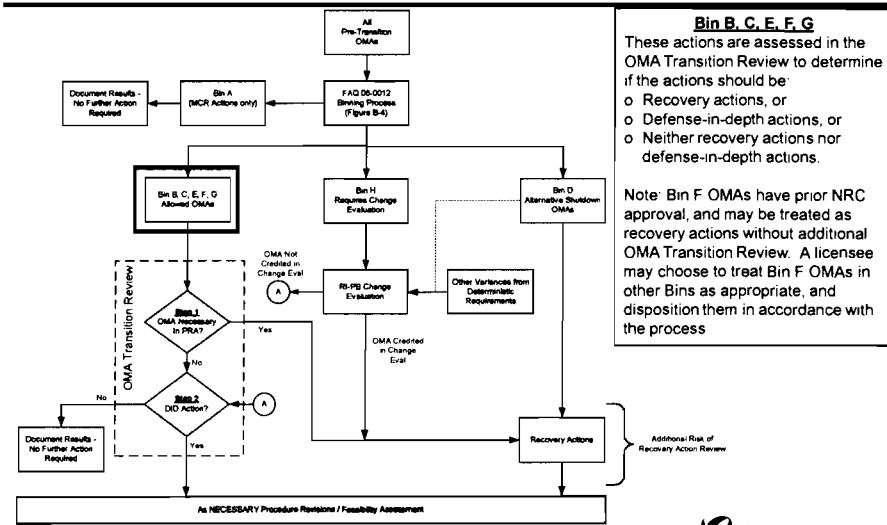 All
Pre-Transition
OMAs
Document Results -
No Further Action
Required
Bin A
(MCR Actions only)
FAQ 06-0012
Binning Process
(Figure B-4)
Bin B, C, E, F, G
Allowed OMAs
Bin H
Requires Change
Evaluation
Bin D
Alternative Shutdown
OMAs
OMA Not
Credited in
Change Eval
A
RI-PB Change
Evaluation
Other Variances from
Deterministic
Requirements
OMA Transition Review
Step 1
OMA Necessary
In PRA?
Yes
OMA Credited
in Change
Eval
No
Step 2
DID Action?
A
No
Yes
Document Results -
No Further Action
Required
Recovery Actions
Additional Risk of
Recovery Action Review
As NECESSARY Procedure Revisions / Feasibility Assessment
Bin B, C, E, F, G
These actions are assessed in the
OMA Transition Review to determine
if the actions should be:
o Recovery actions, or
o Defense-in-depth actions, or
o Neither recovery actions nor
defense-in-depth actions.
Note: Bin F OMAs have prior NRC
approval, and may be treated as
recovery actions without additional
OMA Transition Review. A licensee
may choose to treat Bin F OMAs in
other Bins as appropriate, and
disposition them in accordance with
the process